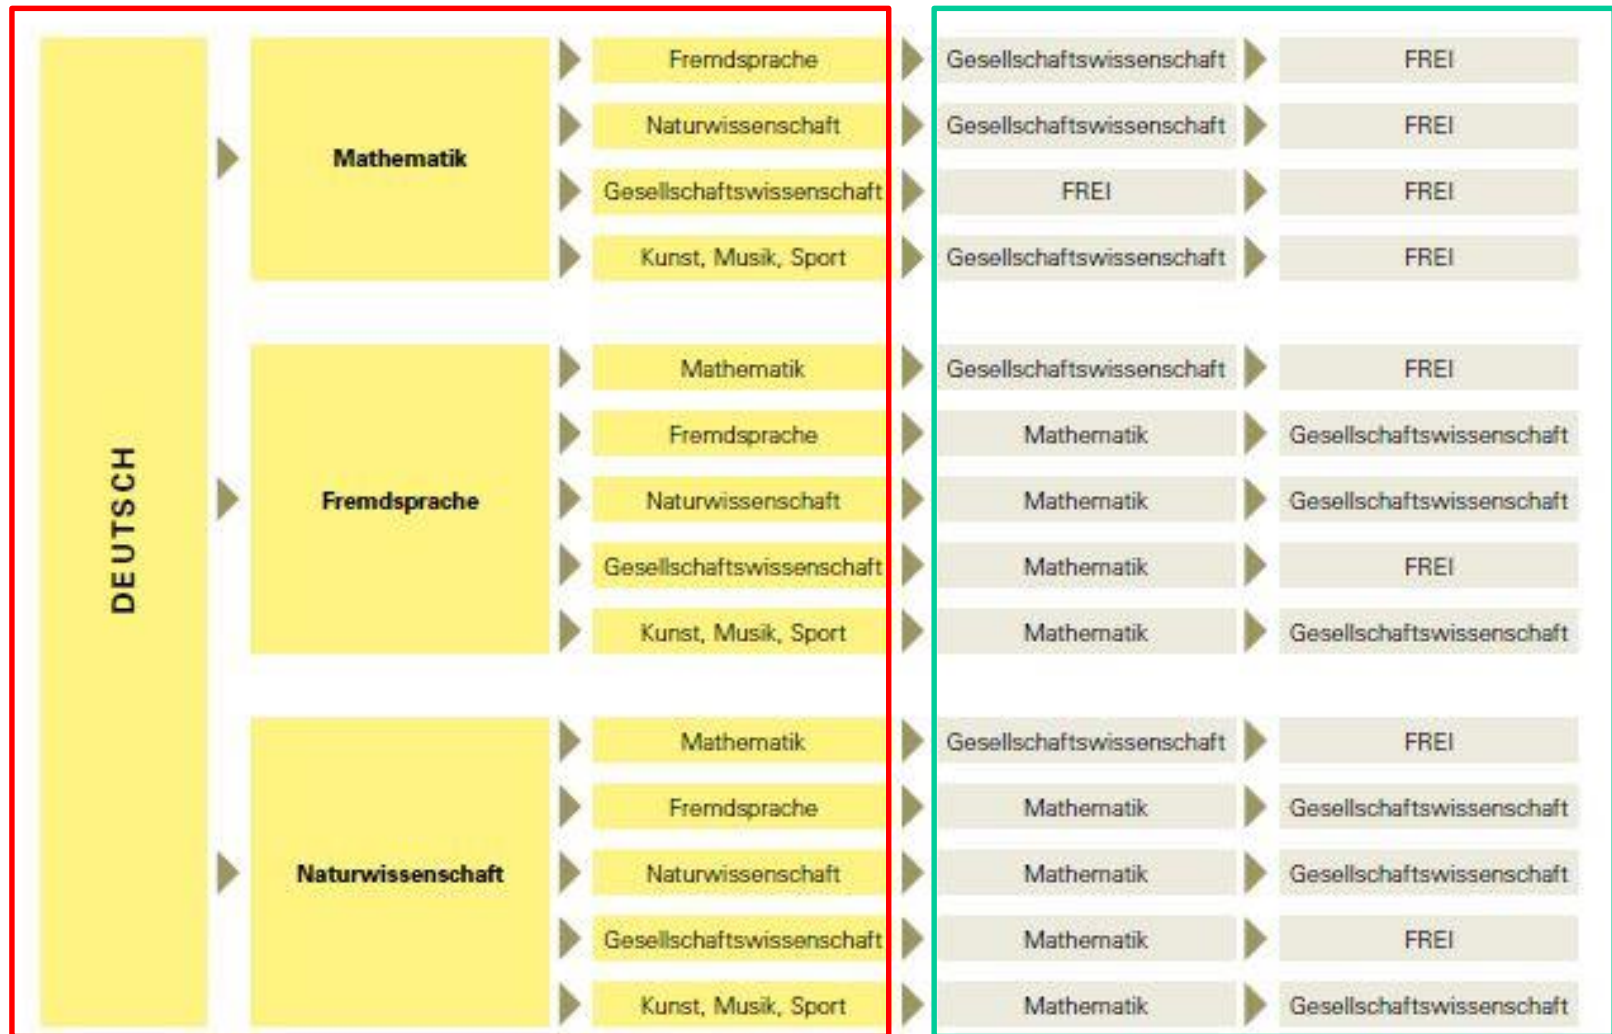 DEUTSCH
Mathematik
Fremdsprache Gesellschaftswissenschaft FREI
Naturwissenschaft Gesellschaftswissenschaft FREI
Gesellschaftswissenschaft FREI FREI
Kunst, Musik, Sport Gesellschaftswissenschaft FREI
Fremdsprache
Mathematik Gesellschaftswissenschaft FREI
Fremdsprache Mathematik Gesellschaftswissenschaft
Naturwissenschaft Mathematik Gesellschaftswissenschaft
Gesellschaftswissenschaft Mathematik FREI
Kunst, Musik, Sport Mathematik Gesellschaftswissenschaft
Naturwissenschaft
Mathematik Gesellschaftswissenschaft FREI
Fremdsprache Mathematik Gesellschaftswissenschaft
Naturwissenschaft Mathematik Gesellschaftswissenschaft
Gesellschaftswissenschaft Mathematik FREI
Kunst, Musik, Sport Mathematik Gesellschaftswissenschaft